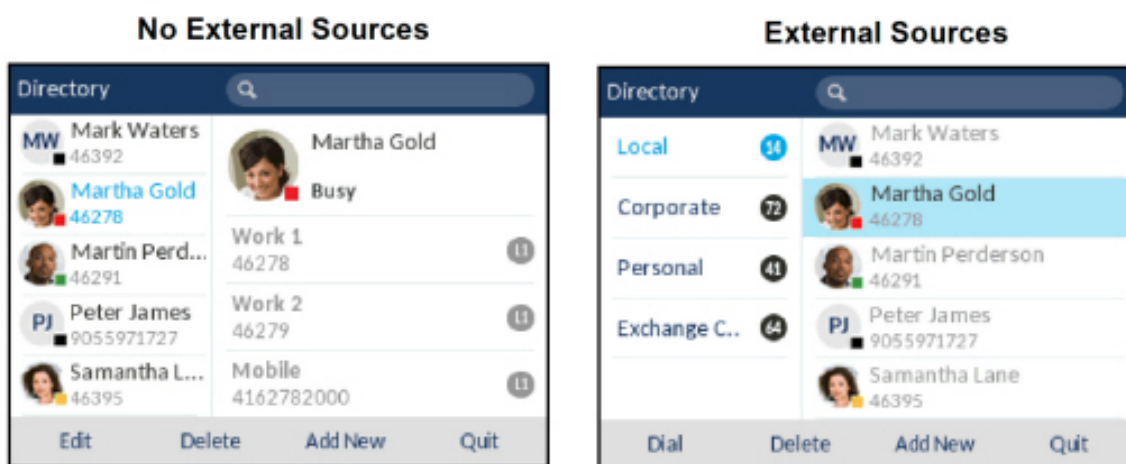 No External Sources
Directory
MW
Mark Waters
46392
Martha Gold
46278
Martin Perd...
46291
PJ
Peter James
9055971727
Samantha L...
46395
Martha Gold
Busy
Work 1
46278
L1
Work 2
46279
L1
Mobile
4162782000
L1
Edit Delete Add New Quit
External Sources
Directory
Local 14
Corporate 72
Personal 41
Exchange C.. 64
MW
Mark Waters
46392
Martha Gold
46278
Martin Perderson
46291
PJ
Peter James
9055971727
Samantha Lane
46395
Dial Delete Add New Quit